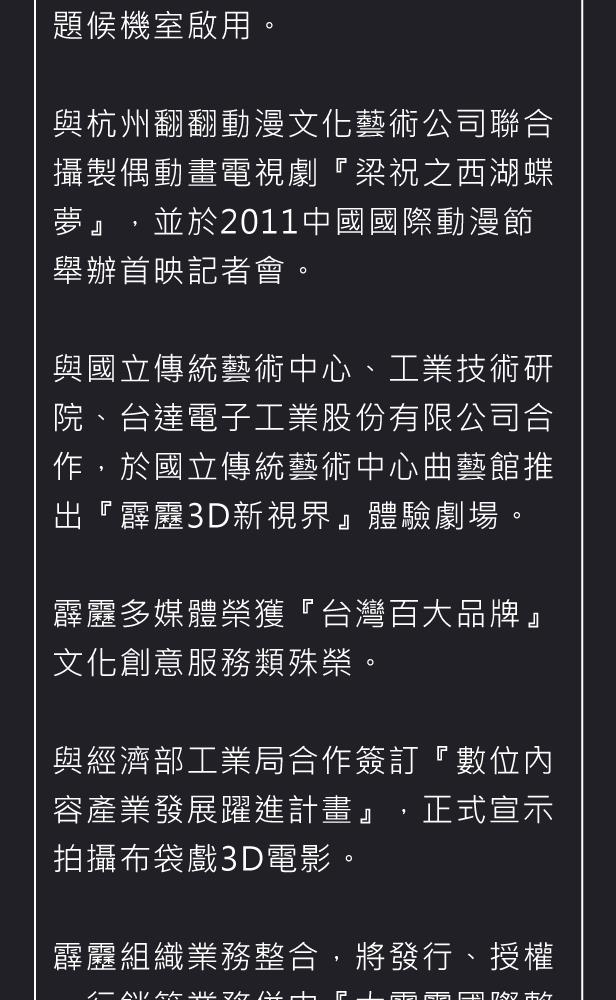 題候機室啟用。
與杭州翻翻動漫文化藝術公司聯合
攝製偶動畫電視劇『梁祝之西湖蝶
夢』，並於2011中國國際動漫節
舉辦首映記者會。
與國立傳統藝術中心、工業技術研
院、台達電子工業股份有限公司合
作，於國立傳統藝術中心曲藝館推
出『霹靂3D新視界』體驗劇場。
霹靂多媒體榮獲『台灣百大品牌』
文化創意服務類殊榮。
與經濟部工業局合作簽訂『數位內
容產業發展躍進計畫』，正式宣示
拍攝布袋戲3D電影。
霹靂組織業務整合，將發行、授權